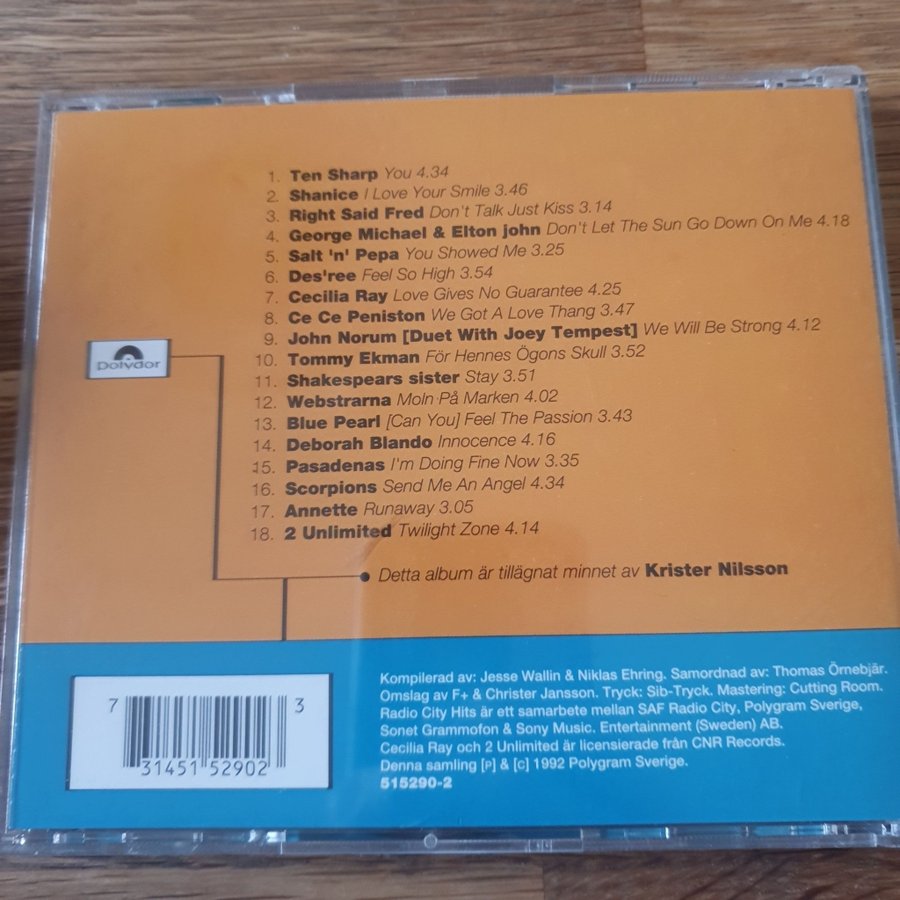 1. Ten Sharp You 4.34
2. Shanice I Love Your Smile 3.46
3. Right Said Fred Don't Talk Just Kiss 3.14
4. George Michael & Elton john Don't Let The Sun Go Down On Me 4.18
5. Salt 'n' Pepa You Showed Me 3.25
6. Des'ree Feel So High 3.54
7. Cecilia Ray Love Gives No Guarantee 4.25
8. Ce Ce Peniston We Got A Love Thang 3.47
9. John Norum [Duet With Joey Tempest] We Will Be Strong 4.12
10. Tommy Ekman För Hennes Ögons Skull 3.52
11. Shakespears sister Stay 3.51
12. Webstrarna Moln På Marken 4.02
13. Blue Pearl [Can You] Feel The Passion 3.43
14. Deborah Blando Innocence 4.16
15. Pasadenas I'm Doing Fine Now 3.35
16. Scorpions Send Me An Angel 4.34
17. Annette Runaway 3.05
18. 2 Unlimited Twilight Zone 4.14
polydor
Detta album är tillägnat minnet av Krister Nilsson
7 31451 52902 3
Kompilerad av: Jesse Wallin & Niklas Ehring. Samordnad av: Thomas Örnebjär.
Omslag av F+ & Christer Jansson. Tryck: Sib-Tryck. Mastering: Cutting Room.
Radio City Hits är ett samarbete mellan SAF Radio City, Polygram Sverige,
Sonet Grammofon & Sony Music. Entertainment (Sweden) AB.
Cecilia Ray och 2 Unlimited är licensierade från CNR Records.
Denna samling [P] & [C] 1992 Polygram Sverige.
515290-2